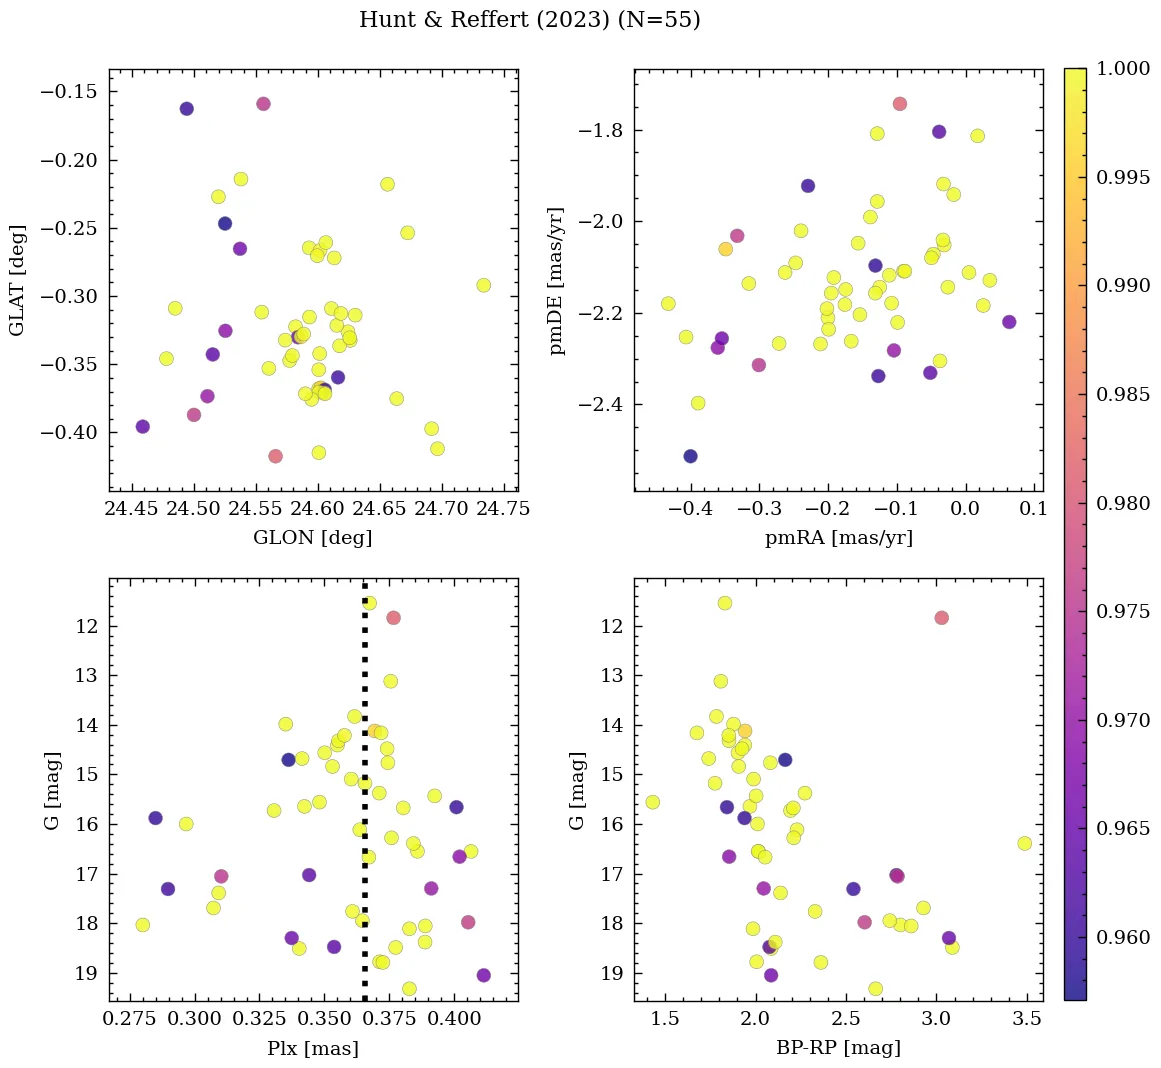 Hunt & Reffert (2023) (N=55)
−0.15
−0.20
−0.25
−0.30
−0.35
−0.40
GLAT [deg]
24.45 24.50 24.55 24.60 24.65 24.70 24.75
GLON [deg]
−1.8
−2.0
−2.2
−2.4
pmDE [mas/yr]
−0.4 −0.3 −0.2 −0.1 0.0 0.1
pmRA [mas/yr]
12
13
14
15
16
17
18
19
G [mag]
0.275 0.300 0.325 0.350 0.375 0.400
Plx [mas]
12
13
14
15
16
17
18
19
G [mag]
1.5 2.0 2.5 3.0 3.5
BP-RP [mag]
1.000
0.995
0.990
0.985
0.980
0.975
0.970
0.965
0.960